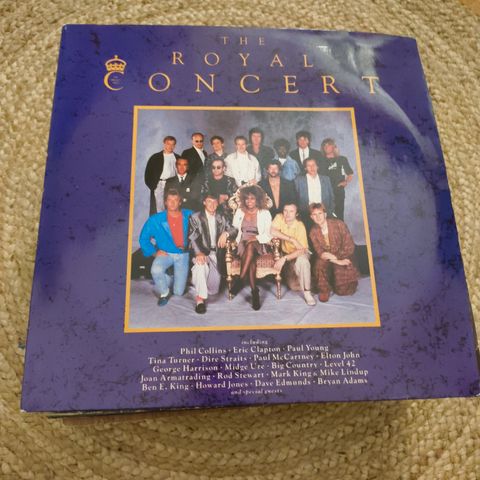 THE
ROYAL
CONCERT
including
Phil Collins · Eric Clapton · Paul Young
Tina Turner · Dire Straits · Paul McCartney · Elton John
George Harrison · Midge Ure · Big Country · Level 42
Joan Armatrading · Rod Stewart · Mark King & Mike Lindup
Ben E. King · Howard Jones · Dave Edmunds · Bryan Adams
and special guests